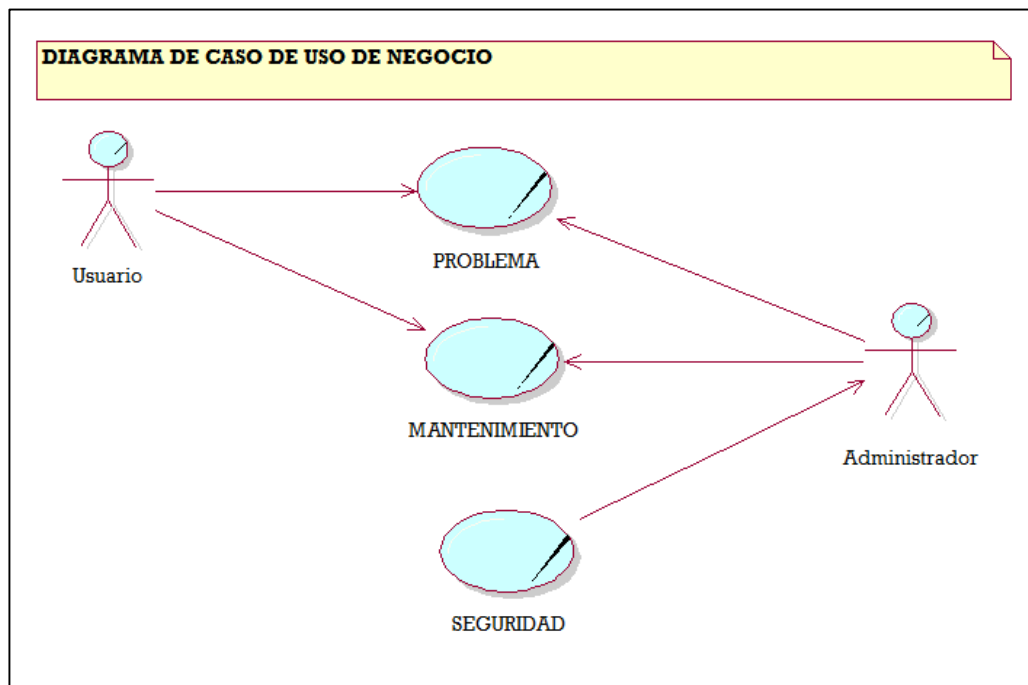 DIAGRAMA DE CASO DE USO DE NEGOCIO
Usuario
PROBLEMA
MANTENIMIENTO
Administrador
SEGURIDAD